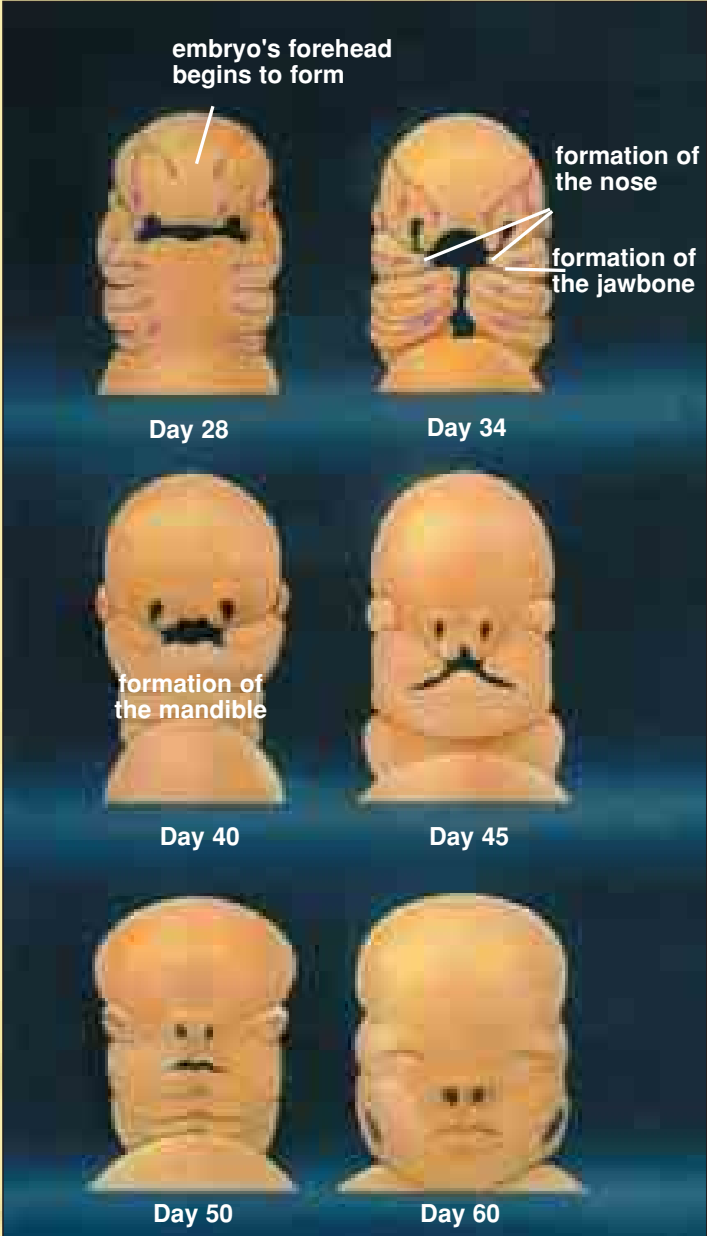 embryo's forehead
begins to form
formation of
the nose
formation of
the jawbone
Day 28
Day 34
formation of
the mandible
Day 40
Day 45
Day 50
Day 60